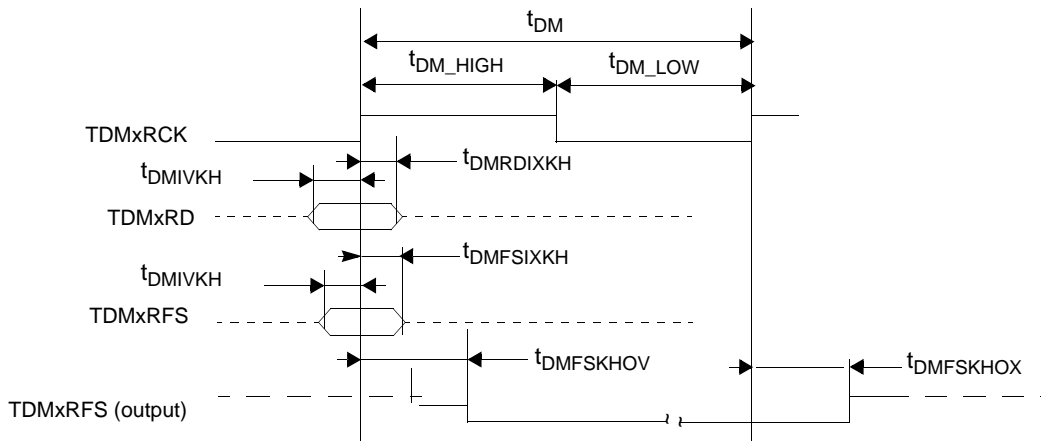 tDM
tDM_HIGH
tDM_LOW
TDMxRCK
tDMRDIXKH
tDMIVKH
TDMxRD
tDMFSIXKH
tDMIVKH
TDMxRFS
tDMFSKHOV
tDMFSKHOX
TDMxRFS (output)